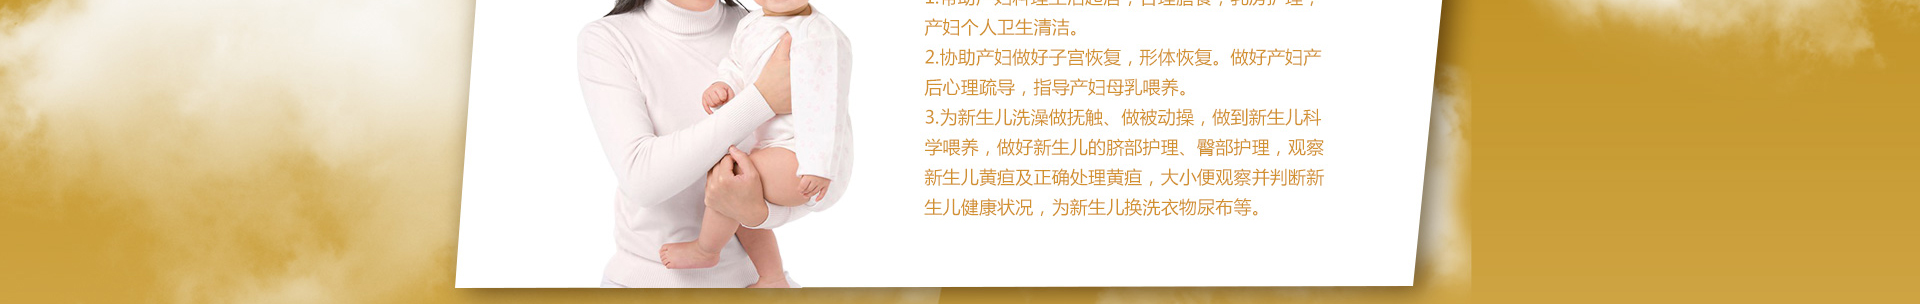 1.帮助产妇料理生活起居，合理膳食，乳房护理，
产妇个人卫生清洁。
2.协助产妇做好子宫恢复，形体恢复。做好产妇产
后心理疏导，指导产妇母乳喂养。
3.为新生儿洗澡做抚触、做被动操，做到新生儿科
学喂养，做好新生儿的脐部护理、臀部护理，观察
新生儿黄疸及正确处理黄疸，大小便观察并判断新
生儿健康状况，为新生儿换洗衣物尿布等。